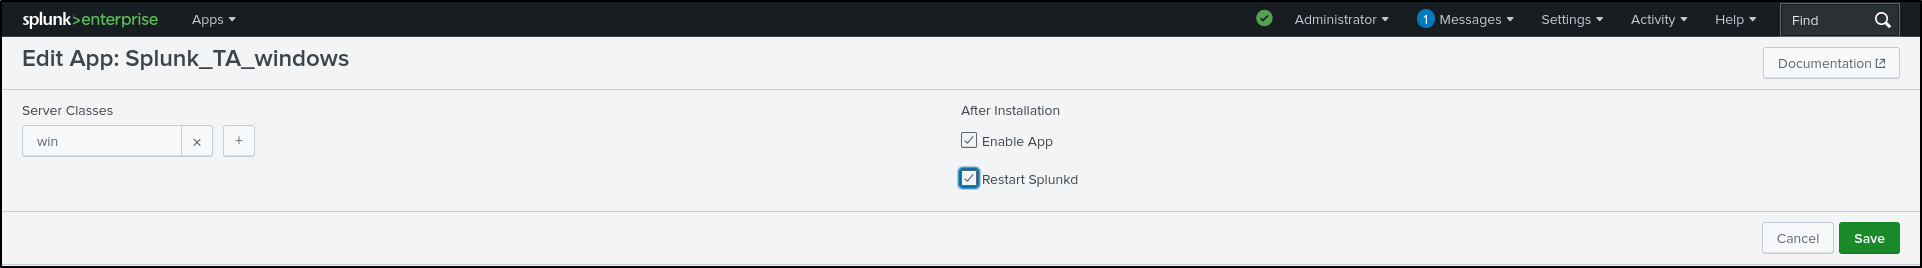 splunk>enterprise Apps Administrator 1 Messages Settings Activity Help Find
Edit App: Splunk_TA_windows
Documentation
Server Classes After Installation
win × + Enable App
Restart Splunkd
Cancel Save